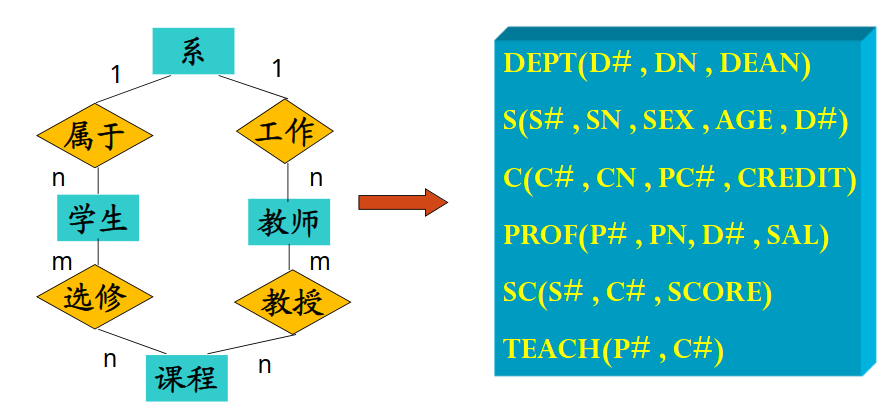 系
1
1
属于
工作
n
n
学生
教师
m
m
选修
教授
n
n
课程
DEPT(D# , DN , DEAN)
S(S# , SN , SEX , AGE , D#)
C(C# , CN , PC# , CREDIT)
PROF(P# , PN, D# , SAL)
SC(S# , C# , SCORE)
TEACH(P# , C#)